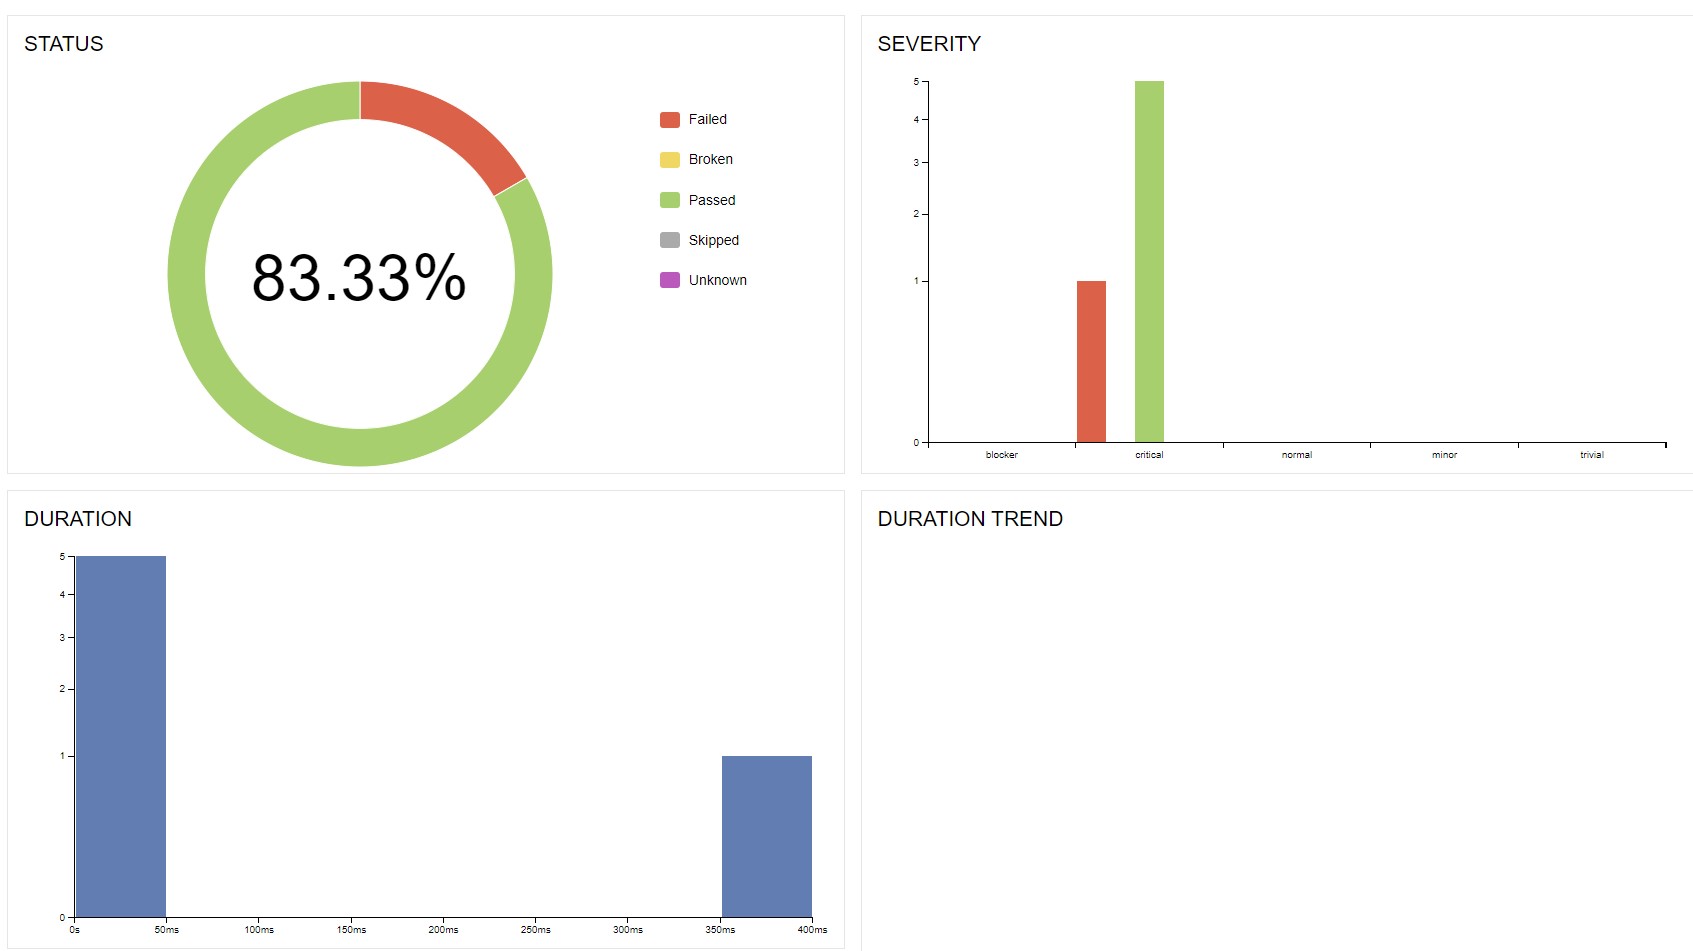 STATUS
83.33%
Failed
Broken
Passed
Skipped
Unknown
SEVERITY
5
4
3
2
1
0
blocker critical normal minor trivial
DURATION
5
4
3
2
1
0
0s 50ms 100ms 150ms 200ms 250ms 300ms 350ms 400ms
DURATION TREND